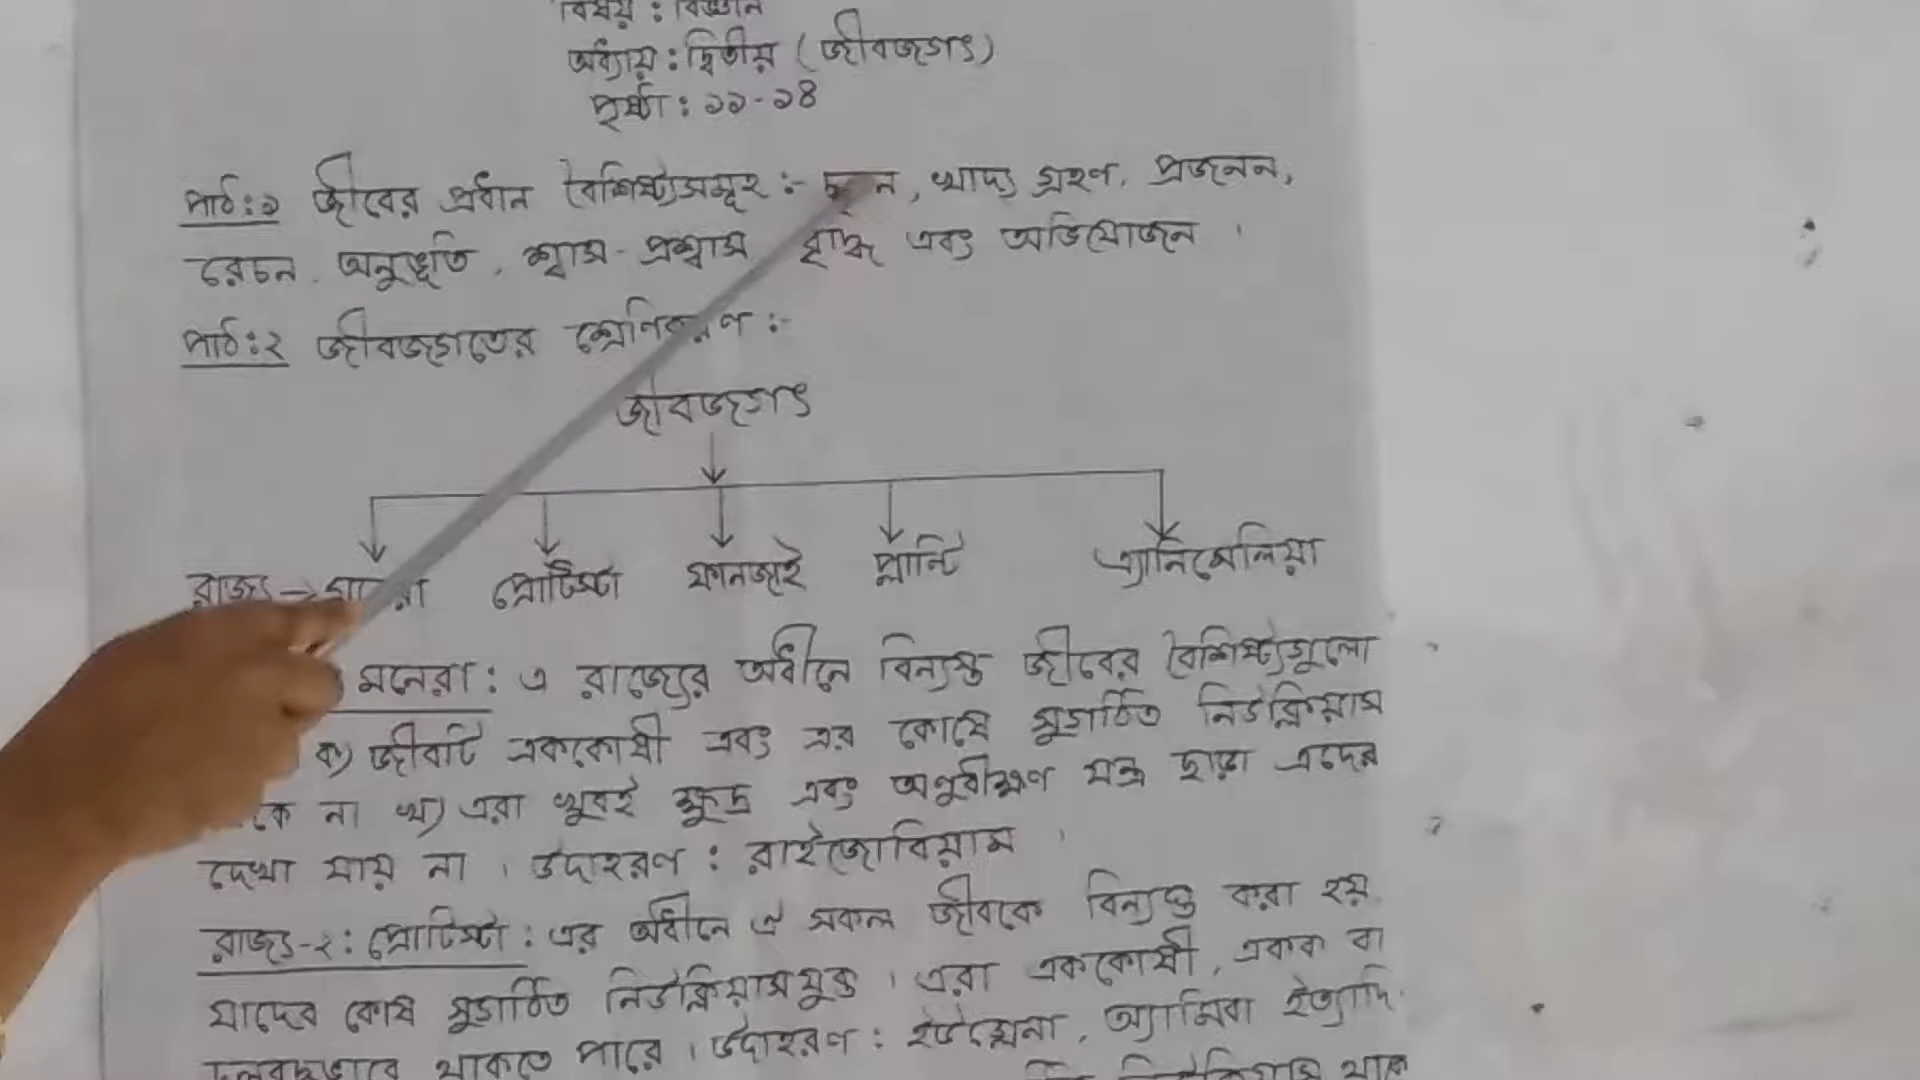 বিষয় : বিজ্ঞান
অধ্যায় : দ্বিতীয় (জীবজগৎ)
পৃষ্ঠা : ১১-১৪
পাঠ:১ জীবের প্রধান বৈশিষ্ট্যসমূহ :- চলন, খাদ্য গ্রহণ, প্রজনন,
রেচন, অনুভূতি, শ্বাস-প্রশ্বাস, বৃদ্ধি এবং অভিযোজন ।
পাঠ:২ জীবজগতের শ্রেণিকরণ :-
জীবজগৎ
রাজ্য → প্রোটিস্টা ফানজাই প্লান্টি এ্যানিমেলিয়া
মনেরা : এ রাজ্যের অধীনে বিন্যস্ত জীবের বৈশিষ্ট্যগুলো
ক) জীবটি এককোষী এবং এর কোষে সুগঠিত নিউক্লিয়াস
কে না খ) এরা খুবই ক্ষুদ্র এবং অণুবীক্ষণ যন্ত্র ছাড়া এদের
দেখা যায় না । উদাহরণ : রাইজোবিয়াম ।
রাজ্য-২ : প্রোটিস্টা : এর অধীনে ঐ সকল জীবকে বিন্যস্ত করা হয়
যাদের কোষ সুগঠিত নিউক্লিয়াসযুক্ত । এরা এককোষী, একক বা
দলবদ্ধভাবে থাকতে পারে । উদাহরণ : ইউগ্লেনা, অ্যামিবা ইত্যাদি
নিউক্লিয়াস থাকে